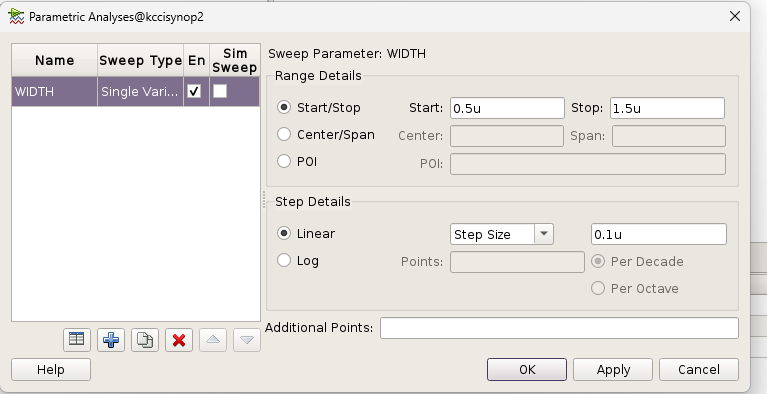 Parametric Analyses@kccisynop2
Name Sweep Type En Sim Sweep
WIDTH Single Vari...
Sweep Parameter: WIDTH
Range Details
Start/Stop Start: 0.5u Stop: 1.5u
Center/Span Center: Span:
POI POI:
Step Details
Linear Step Size 0.1u
Log Points: Per Decade
Per Octave
Additional Points:
Help OK Apply Cancel